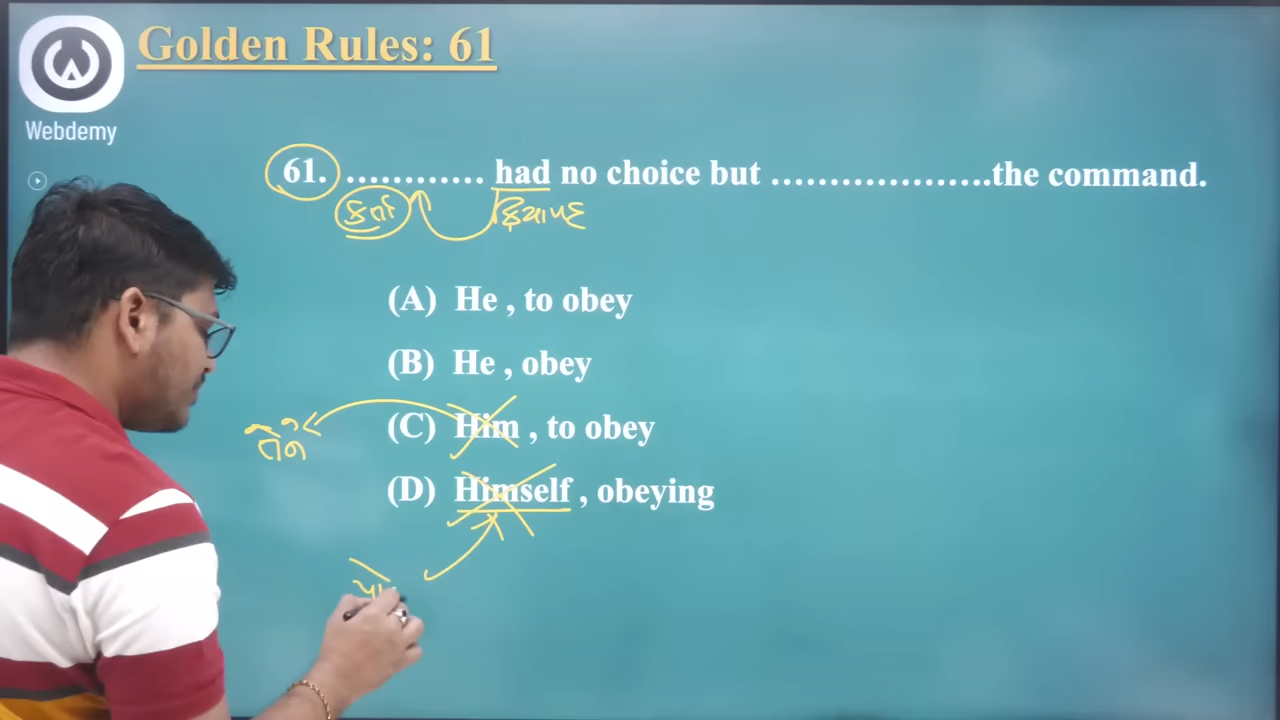 Golden Rules: 61
Webdemy
61. ………… had no choice but ……………….the command.
કર્તા ક્રિયાપદ
(A) He , to obey
(B) He , obey
(C) Him , to obey
તેને
(D) Himself , obeying